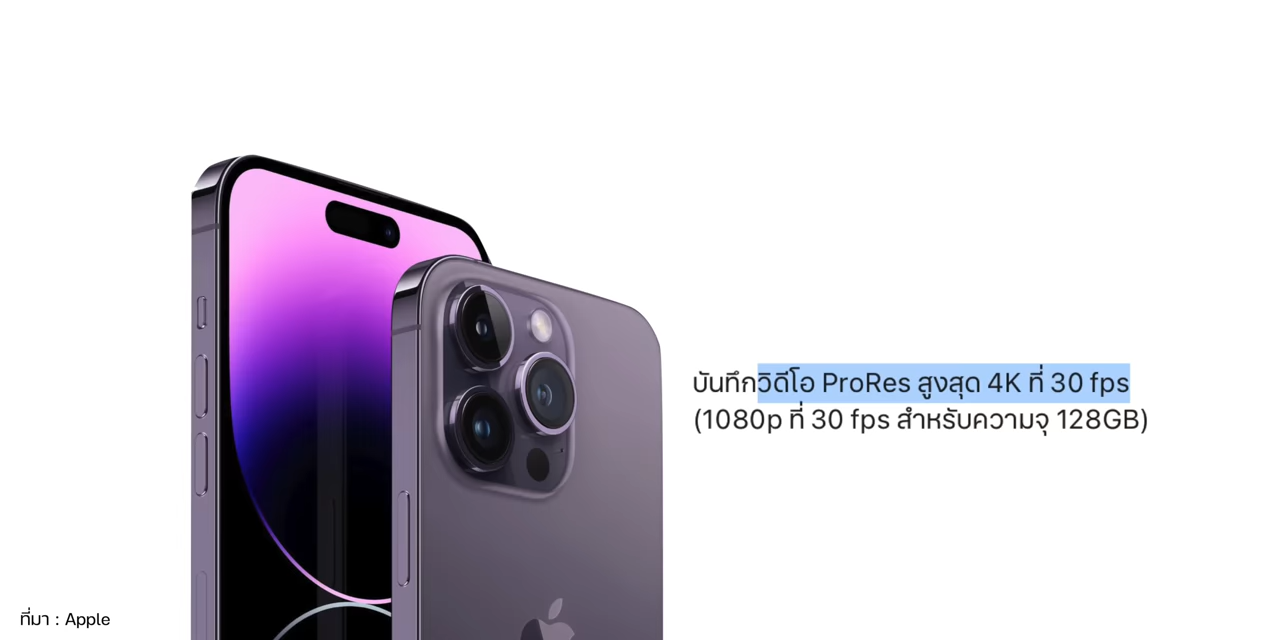 บันทึกวิดีโอ ProRes สูงสุด 4K ที่ 30 fps
(1080p ที่ 30 fps สำหรับความจุ 128GB)
ที่มา : Apple